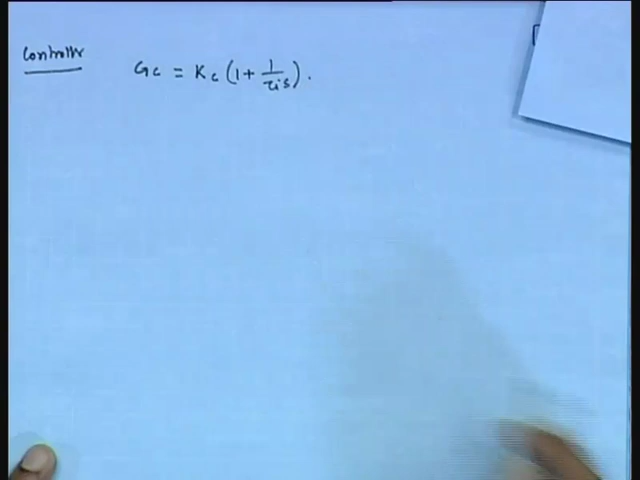 Controller
Gc = Kc (1 + 1/τis).